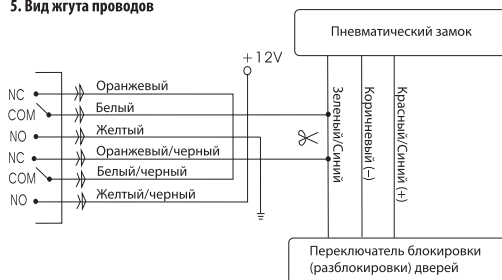 5. Вид жгута проводов
Пневматический замок
+12V
NC
Оранжевый
COM
Белый
NO
Желтый
NC
Оранжевый/черный
COM
Белый/черный
NO
Желтый/черный
Зеленый/Синий
Коричневый (−)
Красный/Синий (+)
Переключатель блокировки
(разблокировки) дверей